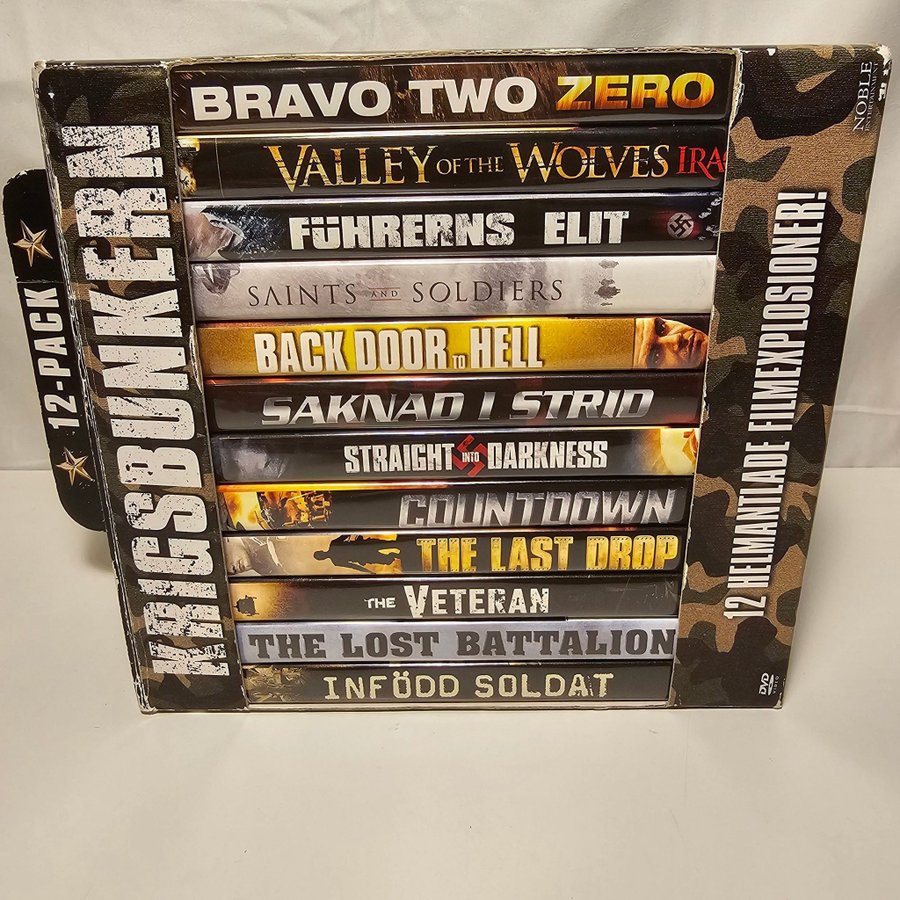 KRIGSBUNKERN
12-PACK
BRAVO TWO ZERO
VALLEY OF THE WOLVES IRA
FÜHRERNS ELIT
SAINTS AND SOLDIERS
BACK DOOR TO HELL
SAKNAD I STRID
STRAIGHT INTO DARKNESS
COUNTDOWN
THE LAST DROP
THE VETERAN
THE LOST BATTALION
INFÖDD SOLDAT
12 HELMANTLADE FILMEXPLOSIONER!
NOBLE
ENTERTAINMENT
DVD
VIDEO